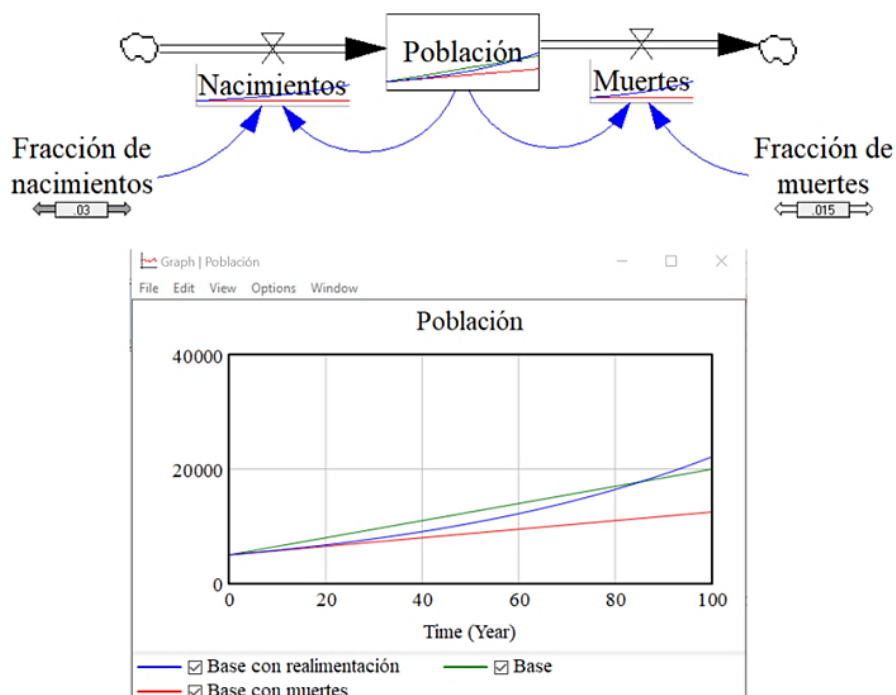 Población
Nacimientos
Muertes
Fracción de
nacimientos
.03
Fracción de
muertes
.015
Graph | Población
File Edit View Options Window
Población
40000
20000
0
0 20 40 60 80 100
Time (Year)
Base con realimentación
Base
Base con muertes